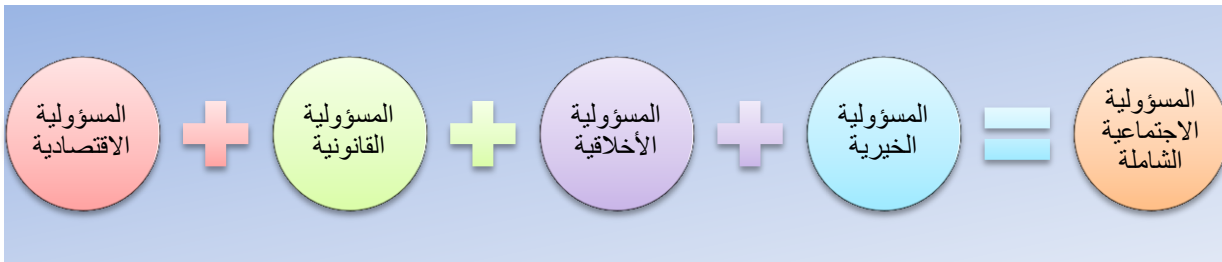 المسؤولية
الاقتصادية
المسؤولية
القانونية
المسؤولية
الأخلاقية
المسؤولية
الخيرية
المسؤولية
الاجتماعية
الشاملة